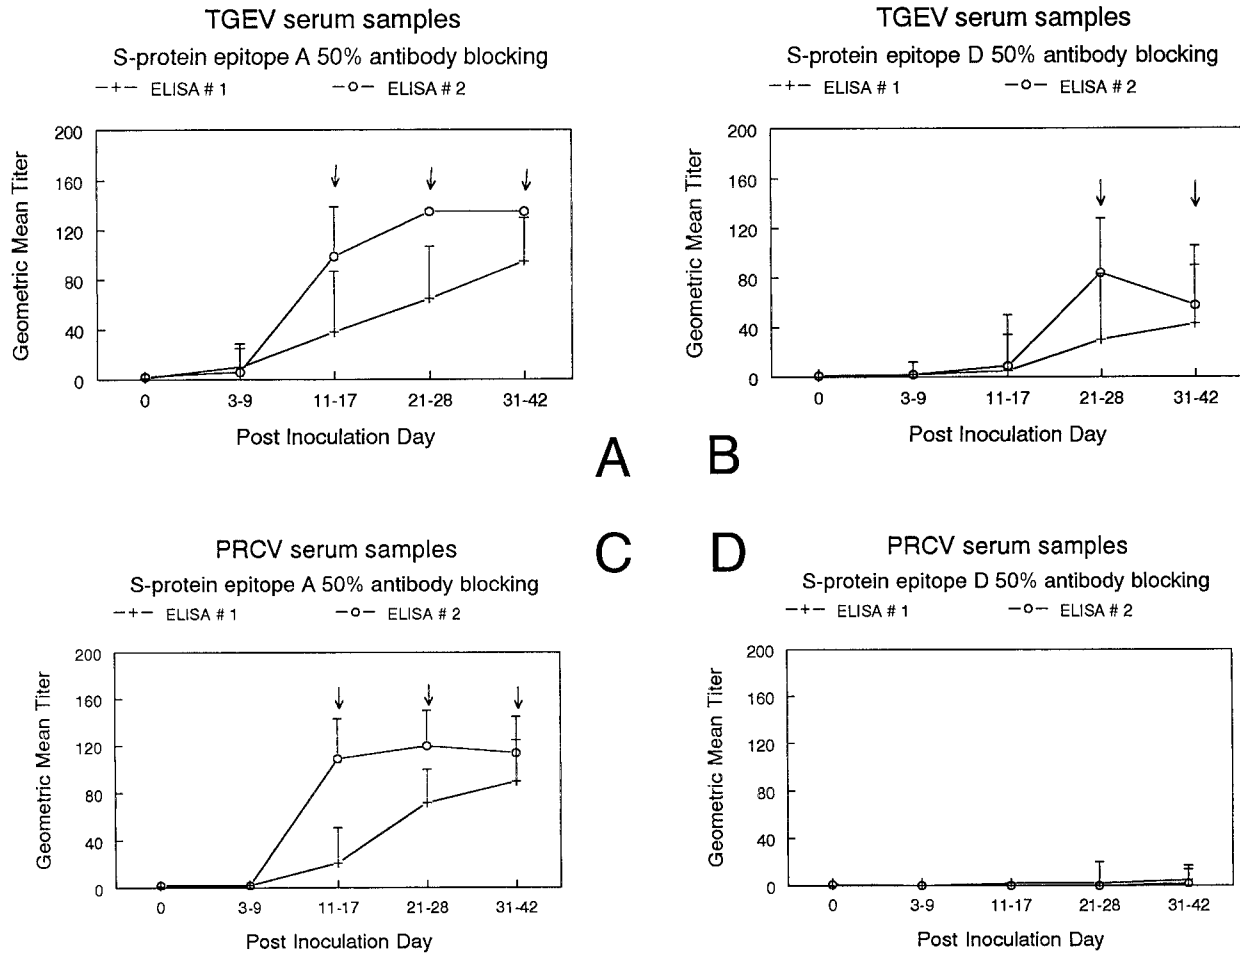 TGEV serum samples
S-protein epitope A 50% antibody blocking
—+— ELISA # 1 —o— ELISA # 2
Geometric Mean Titer
200
160
120
80
40
0
0 3-9 11-17 21-28 31-42
Post Inoculation Day
A
TGEV serum samples
S-protein epitope D 50% antibody blocking
—+— ELISA # 1 —o— ELISA # 2
Geometric Mean Titer
200
160
120
80
40
0
0 3-9 11-17 21-28 31-42
Post Inoculation Day
B
PRCV serum samples
S-protein epitope A 50% antibody blocking
—+— ELISA # 1 —o— ELISA # 2
Geometric Mean Titer
200
160
120
80
40
0
0 3-9 11-17 21-28 31-42
Post Inoculation Day
C
PRCV serum samples
S-protein epitope D 50% antibody blocking
—+— ELISA # 1 —o— ELISA # 2
Geometric Mean Titer
200
160
120
80
40
0
0 3-9 11-17 21-28 31-42
Post Inoculation Day
D